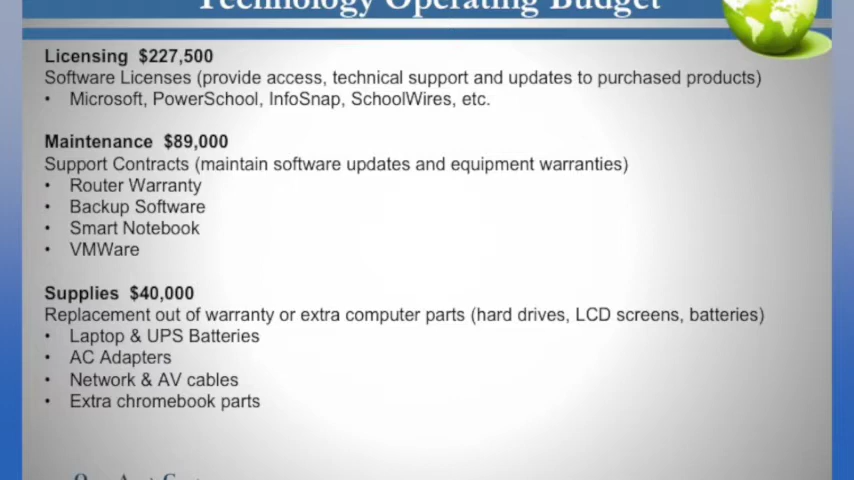 Technology Operating Budget
Licensing $227,500
Software Licenses (provide access, technical support and updates to purchased products)
• Microsoft, PowerSchool, InfoSnap, SchoolWires, etc.
Maintenance $89,000
Support Contracts (maintain software updates and equipment warranties)
• Router Warranty
• Backup Software
• Smart Notebook
• VMWare
Supplies $40,000
Replacement out of warranty or extra computer parts (hard drives, LCD screens, batteries)
• Laptop & UPS Batteries
• AC Adapters
• Network & AV cables
• Extra chromebook parts